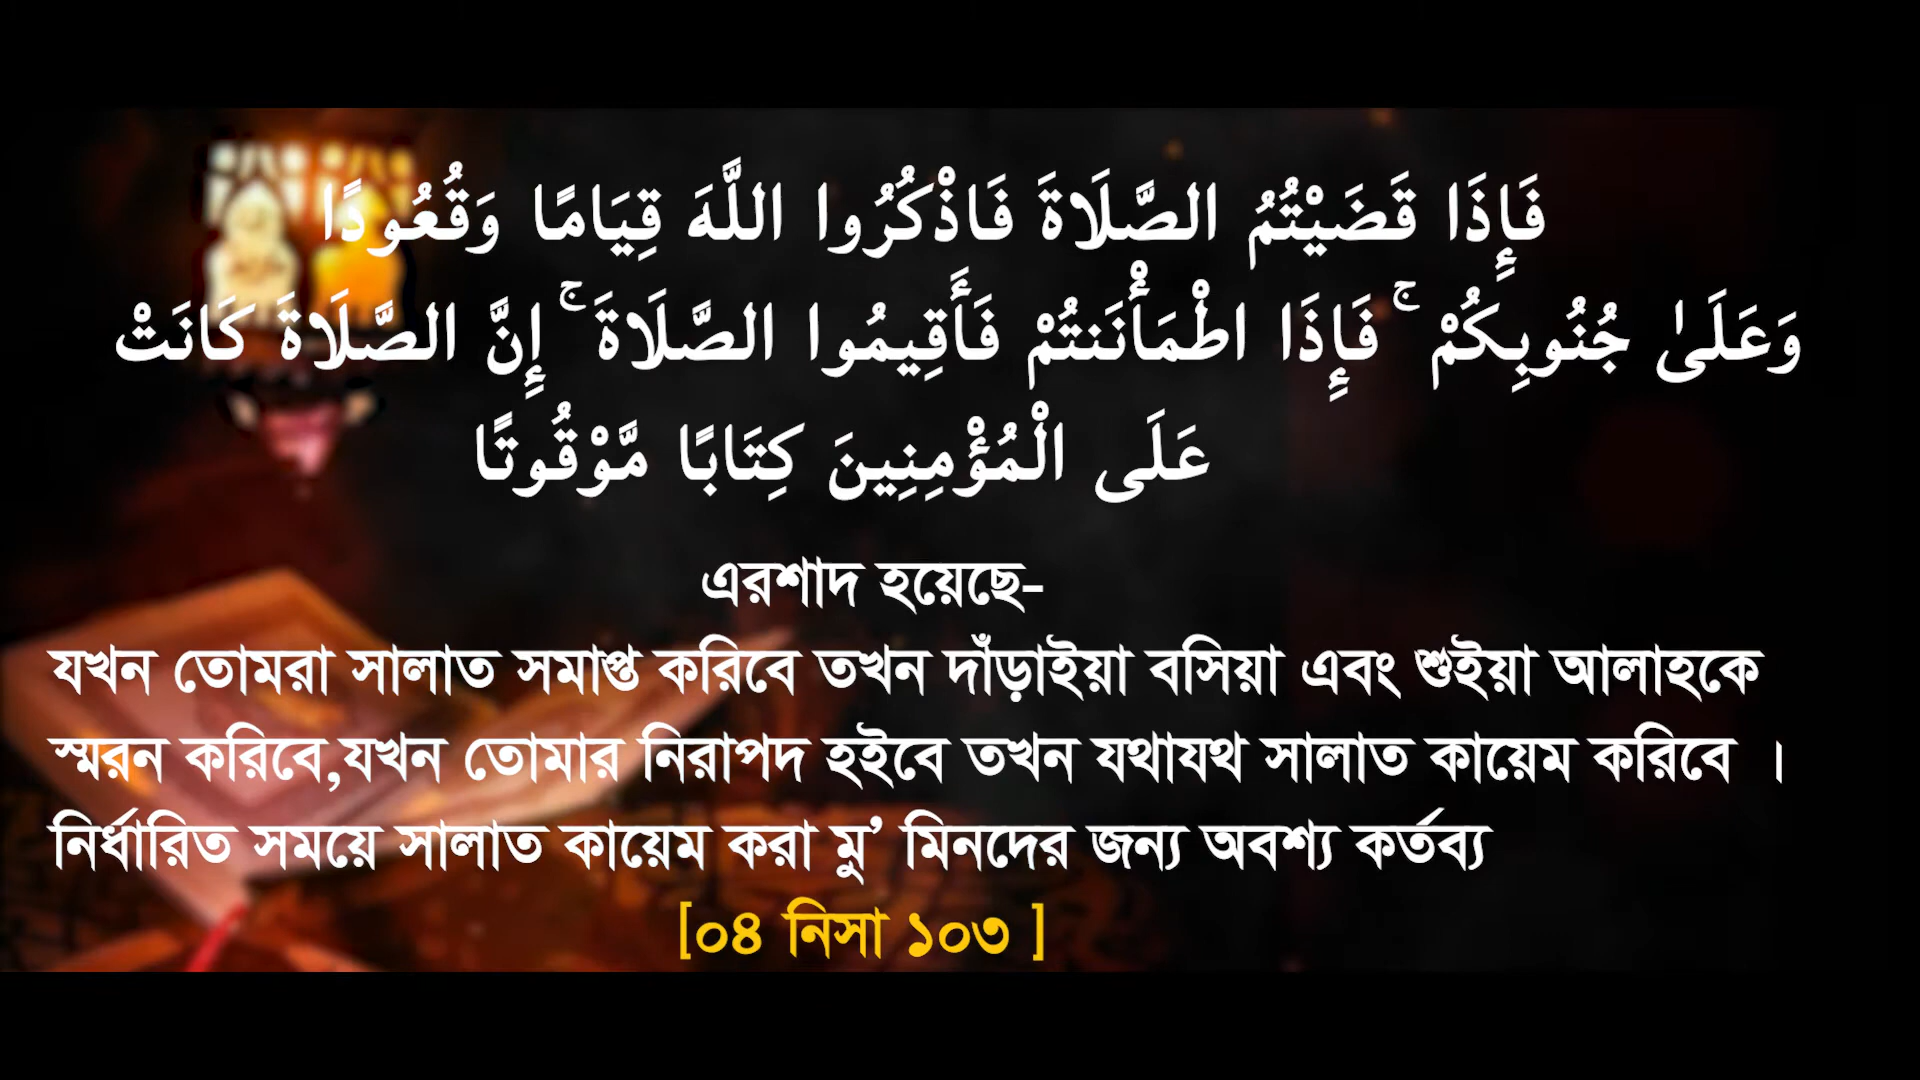 فَإِذَا قَضَيْتُمُ الصَّلَاةَ فَاذْكُرُوا اللَّهَ قِيَامًا وَقُعُودًا
وَعَلَىٰ جُنُوبِكُمْ ۚ فَإِذَا اطْمَأْنَنتُمْ فَأَقِيمُوا الصَّلَاةَ ۚ إِنَّ الصَّلَاةَ كَانَتْ
عَلَى الْمُؤْمِنِينَ كِتَابًا مَّوْقُوتًا
এরশাদ হয়েছে-
যখন তোমরা সালাত সমাপ্ত করিবে তখন দাঁড়াইয়া বসিয়া এবং শুইয়া আলাহকে
স্মরন করিবে,যখন তোমার নিরাপদ হইবে তখন যথাযথ সালাত কায়েম করিবে ।
নির্ধারিত সময়ে সালাত কায়েম করা মু’ মিনদের জন্য অবশ্য কর্তব্য
[০৪ নিসা ১০৩ ]